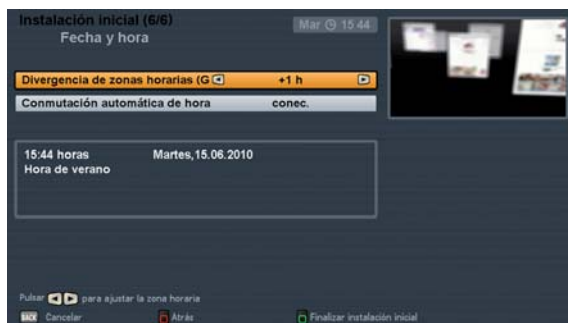 Instalación inicial (6/6)
Fecha y hora
Mar 15 44
Divergencia de zonas horarias (G +1 h
Conmutación automática de hora conec.
15:44 horas Martes,15.06.2010
Hora de verano
Pulsar para ajustar la zona horaria
BACK Cancelar Atrás Finalizar instalación inicial